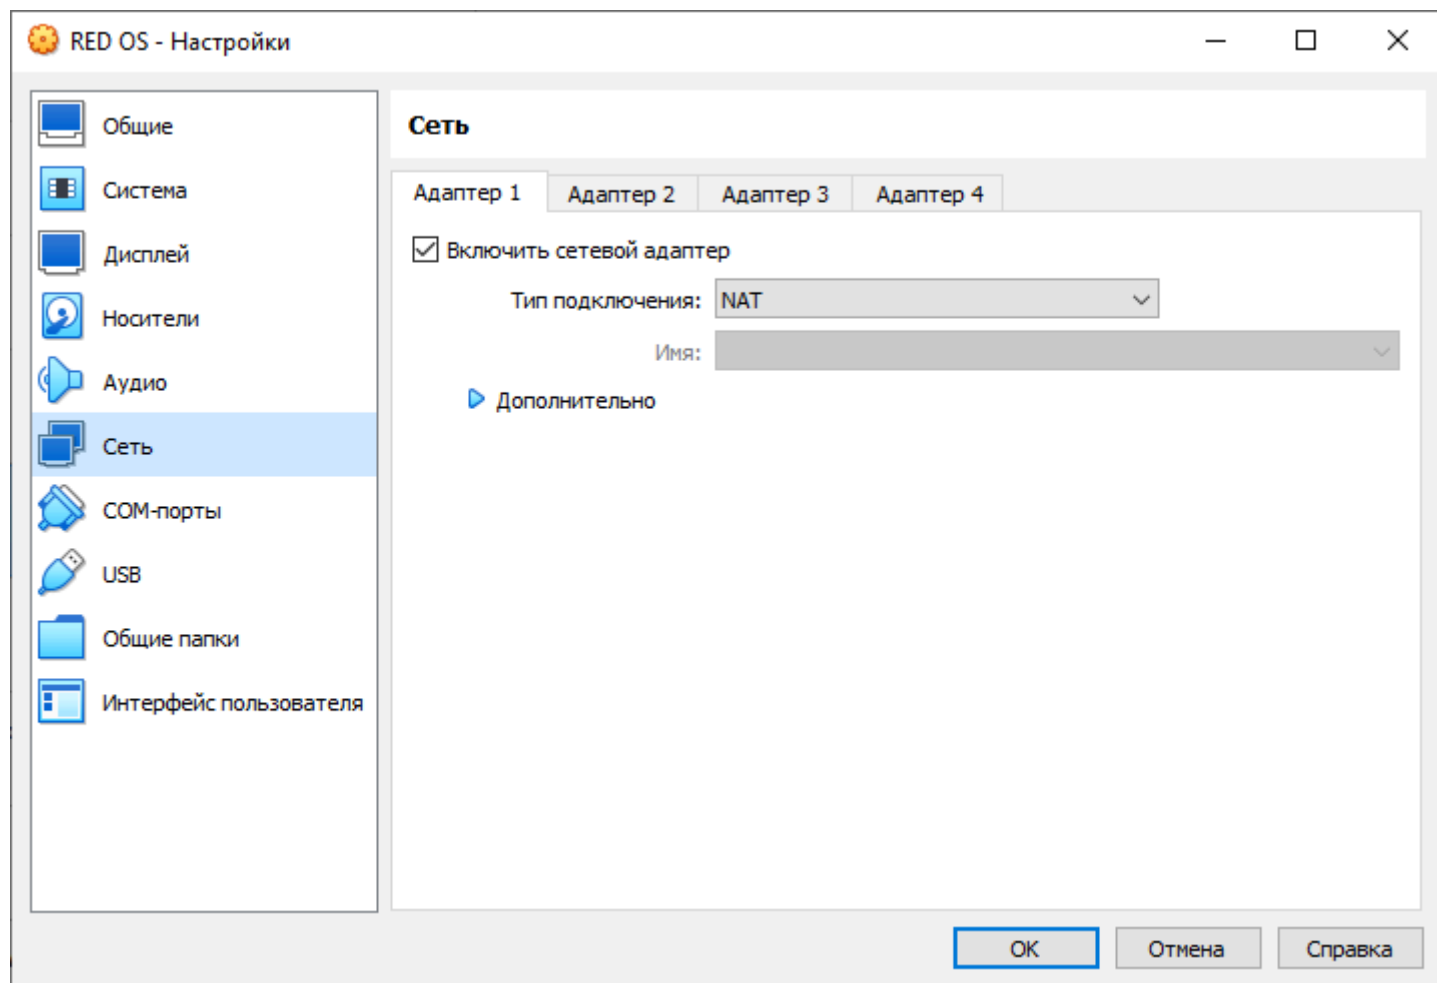 RED OS - Настройки
Общие
Система
Дисплей
Носители
Аудио
Сеть
COM-порты
USB
Общие папки
Интерфейс пользователя
Сеть
Адаптер 1 Адаптер 2 Адаптер 3 Адаптер 4
Включить сетевой адаптер
Тип подключения: NAT
Имя:
Дополнительно
OK Отмена Справка